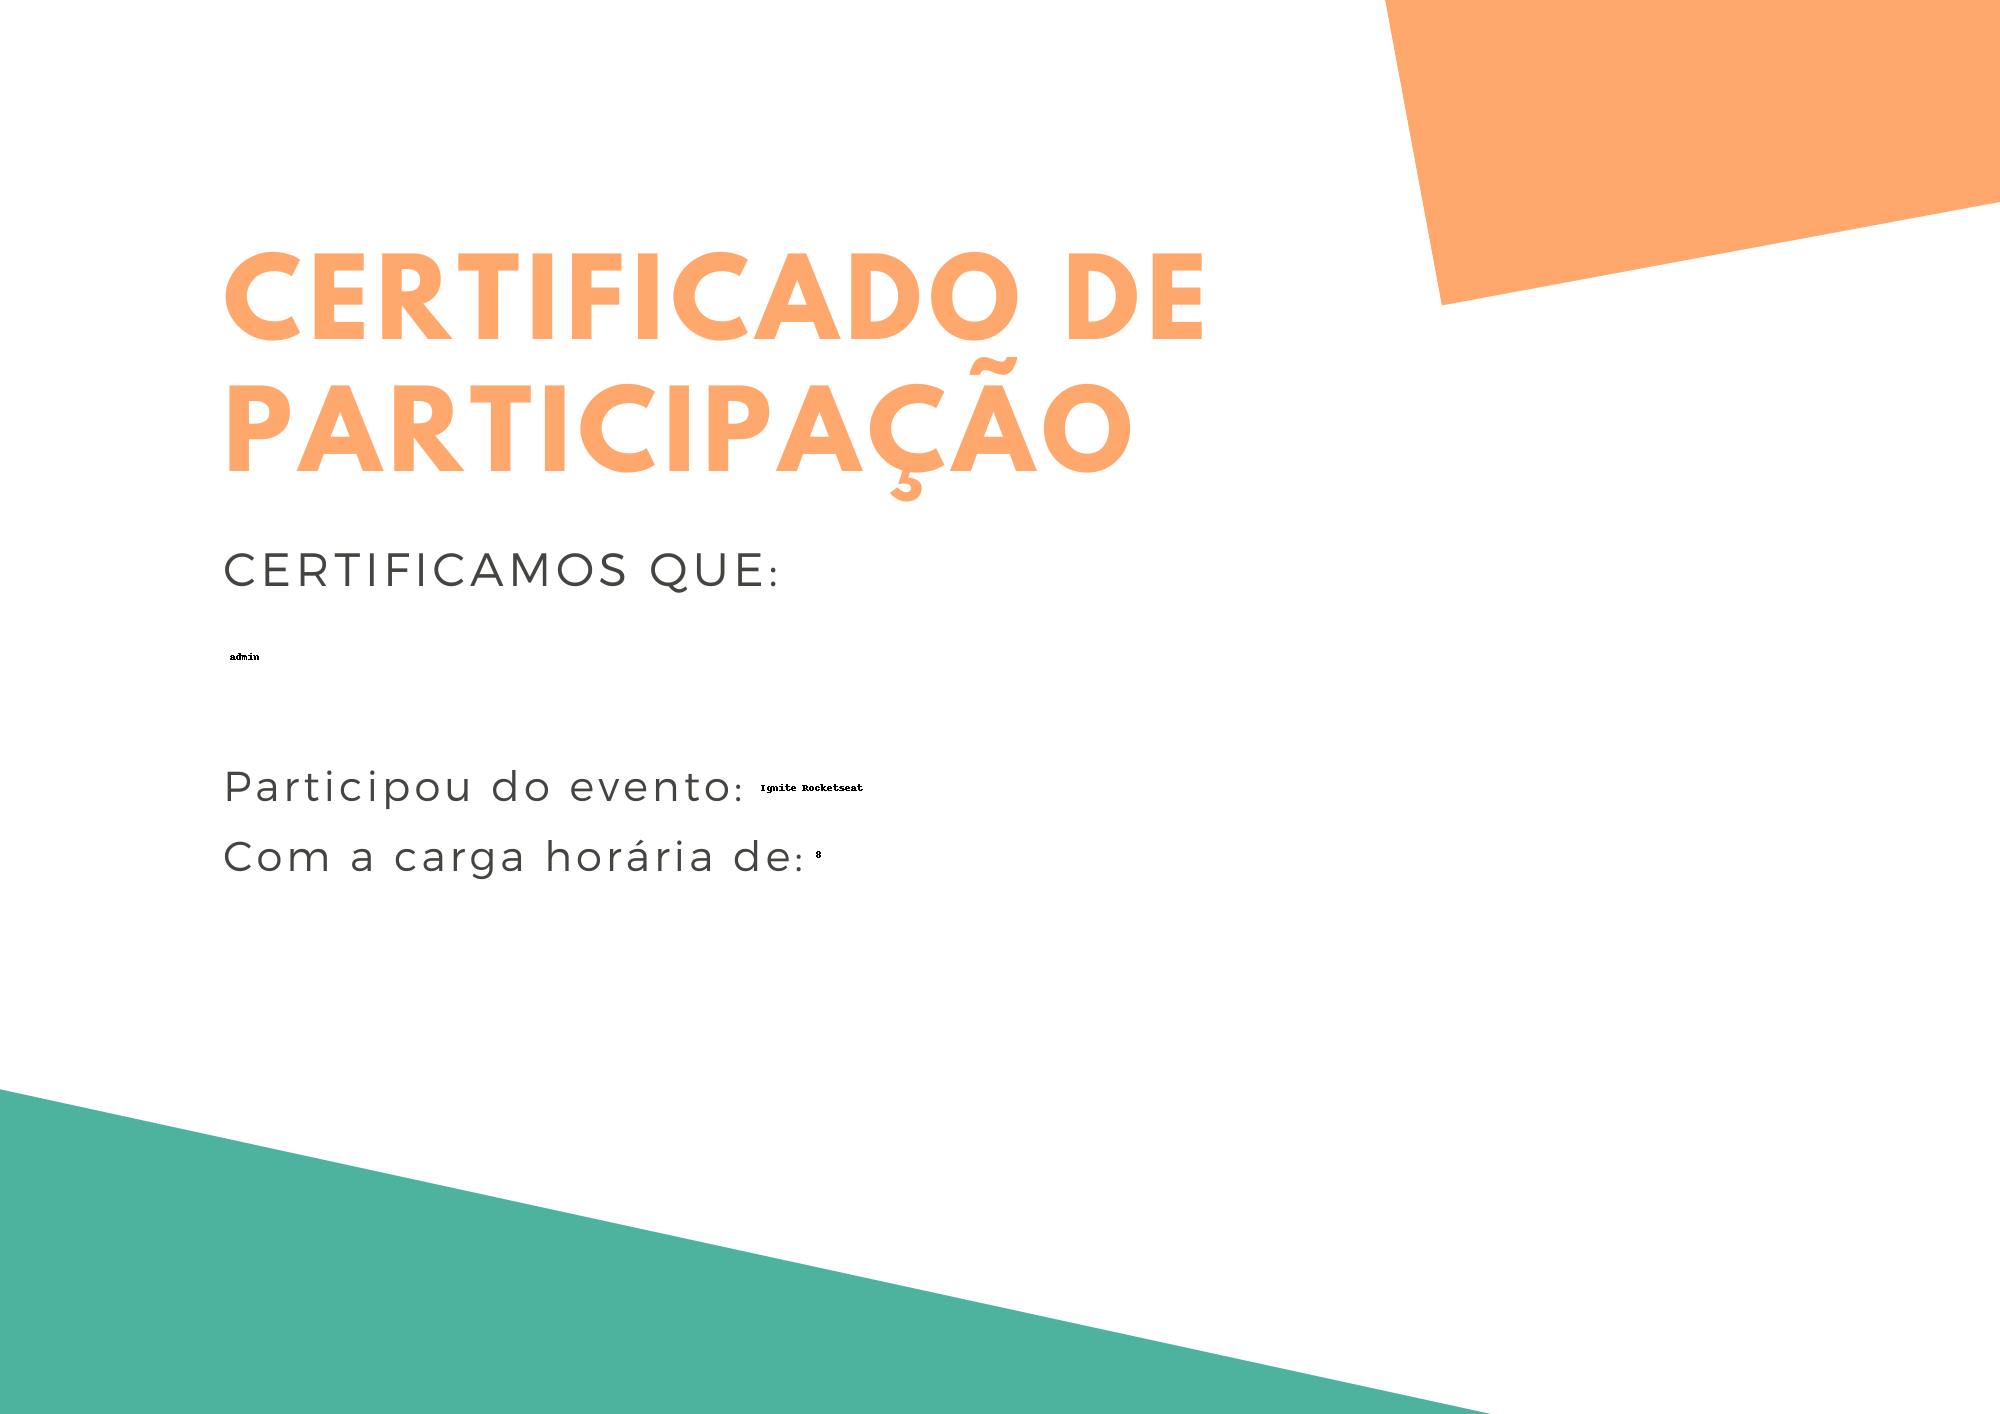 CERTIFICADO DE
PARTICIPAÇÃO
CERTIFICAMOS QUE:
admin
Participou do evento: Ignite Rocketseat
Com a carga horária de: 8